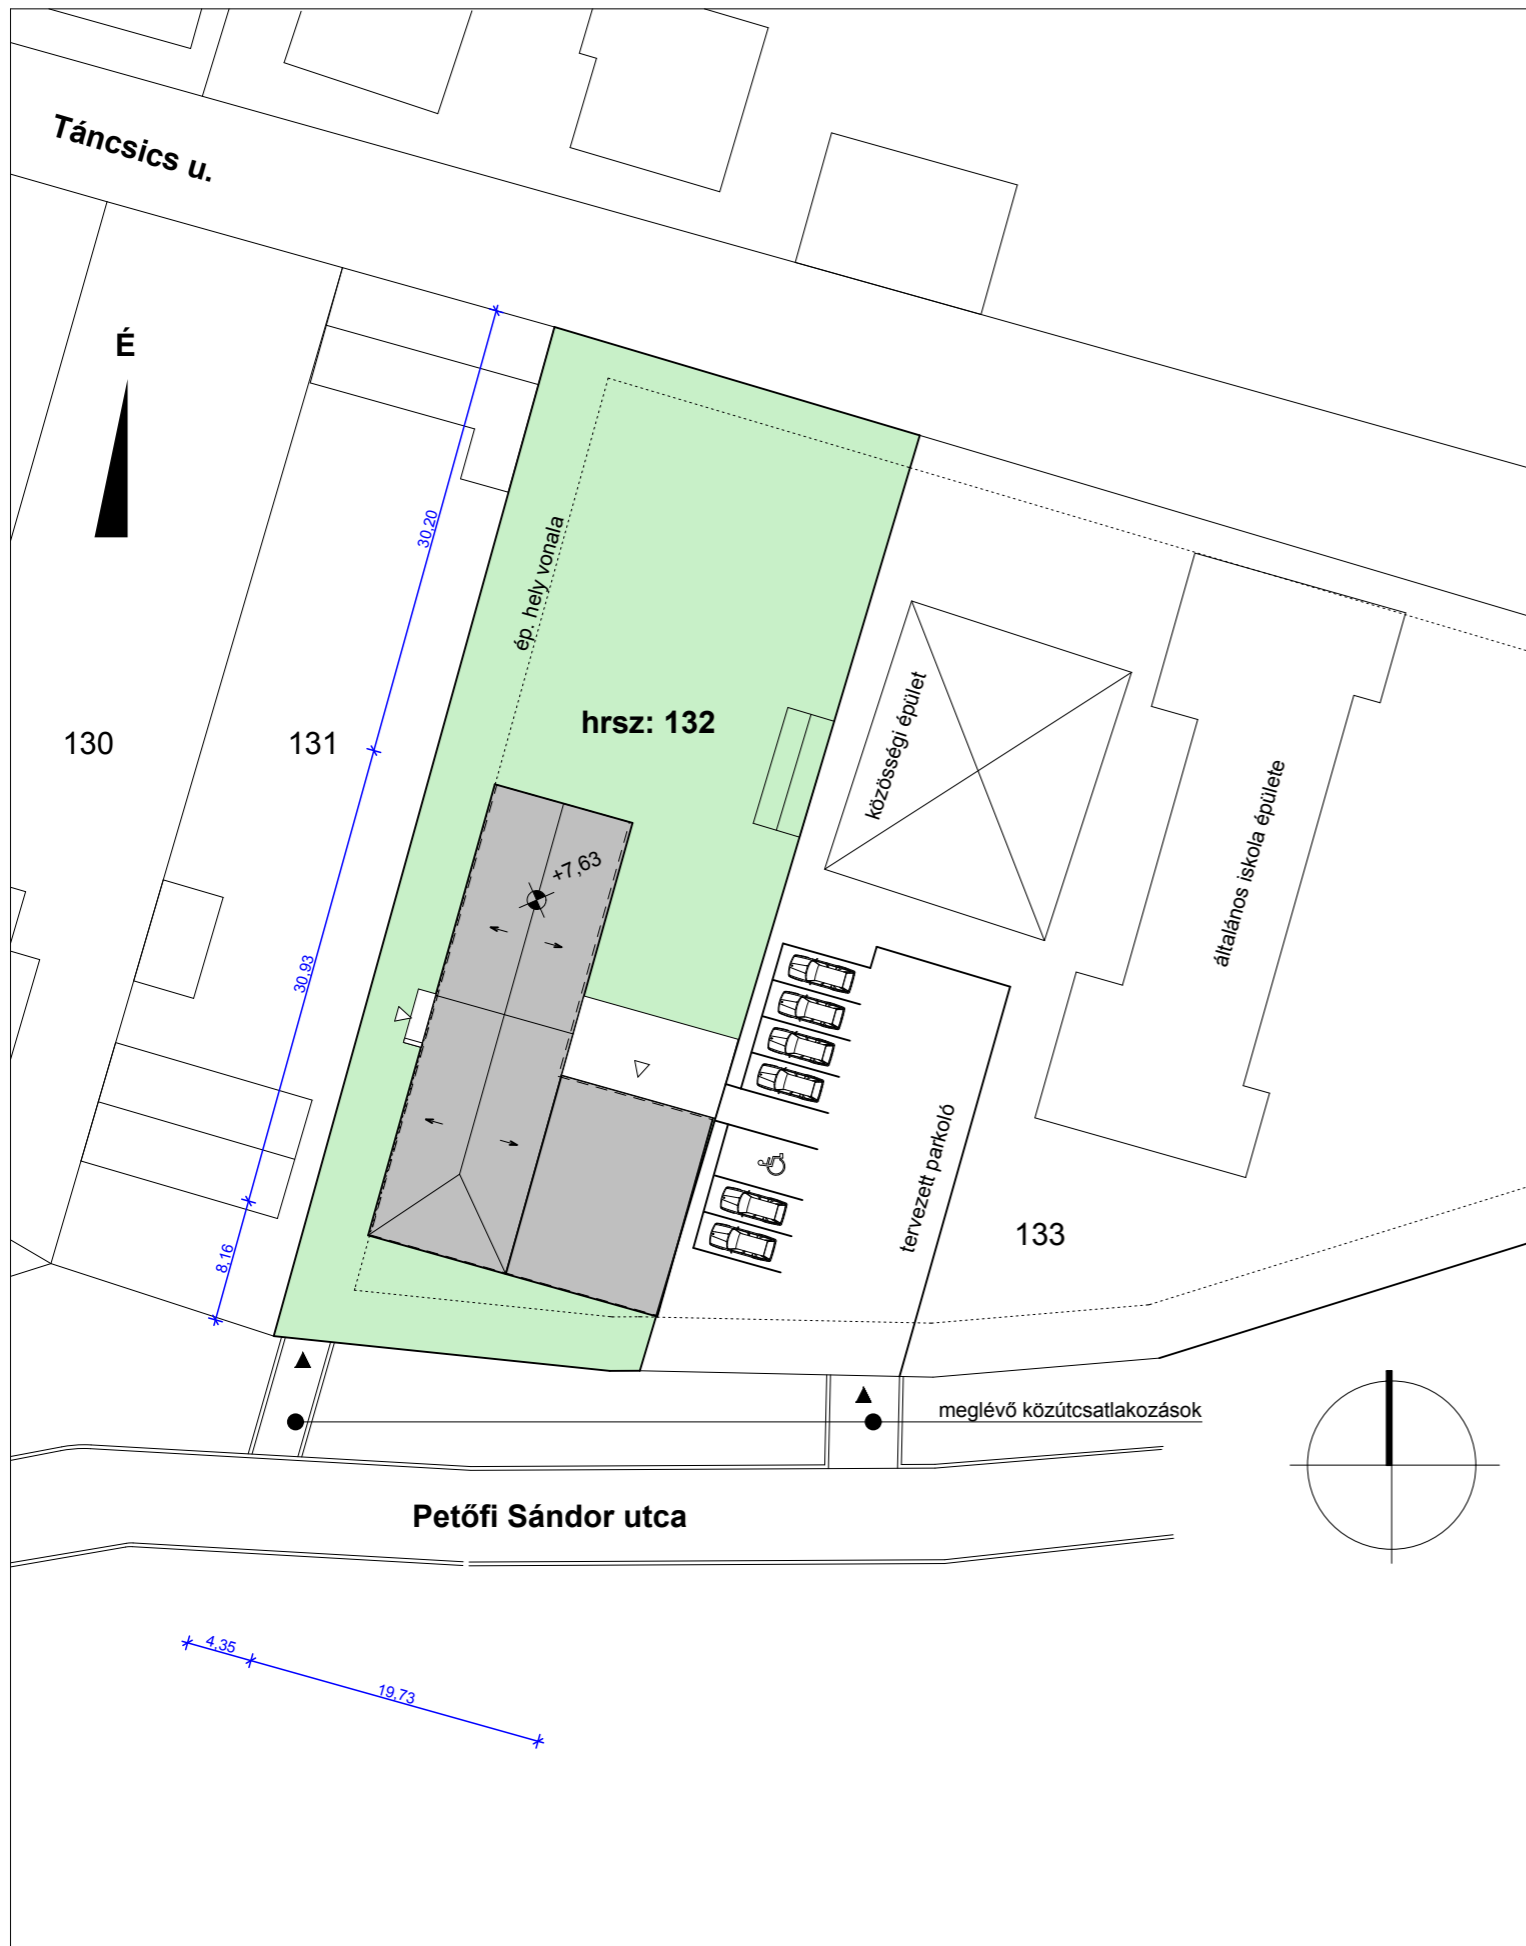 Táncsics u.
É
30,20
ép. hely vonala
hrsz: 132
130
131
közösségi épület
általános iskola épülete
+7,63
30,93
tervezett parkoló
133
8,16
meglévő közútcsatlakozások
Petőfi Sándor utca
4,35
19,73